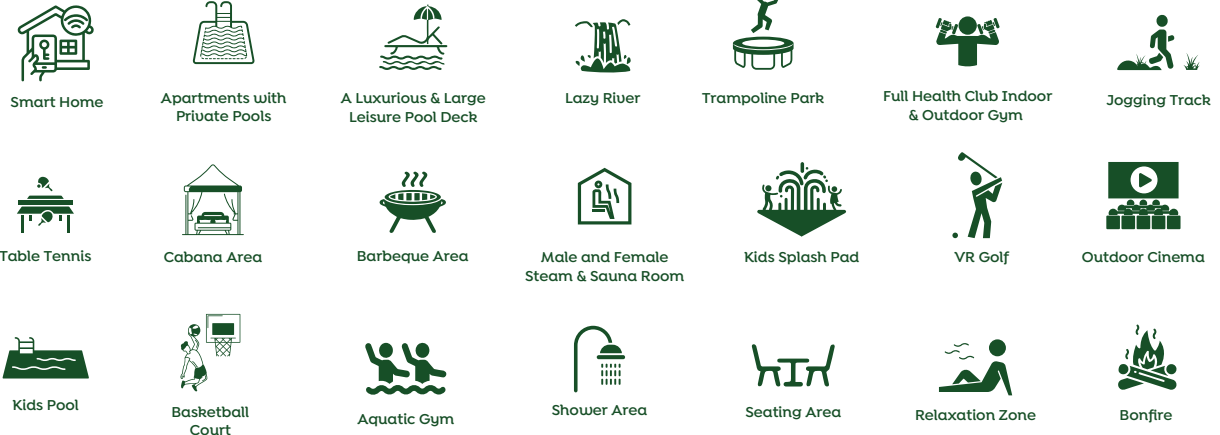 Smart Home
Apartments with
Private Pools
A Luxurious & Large
Leisure Pool Deck
Lazy River
Trampoline Park
Full Health Club Indoor
& Outdoor Gym
Jogging Track
Table Tennis
Cabana Area
Barbeque Area
Male and Female
Steam & Sauna Room
Kids Splash Pad
VR Golf
Outdoor Cinema
Kids Pool
Basketball
Court
Aquatic Gym
Shower Area
Seating Area
Relaxation Zone
Bonfire